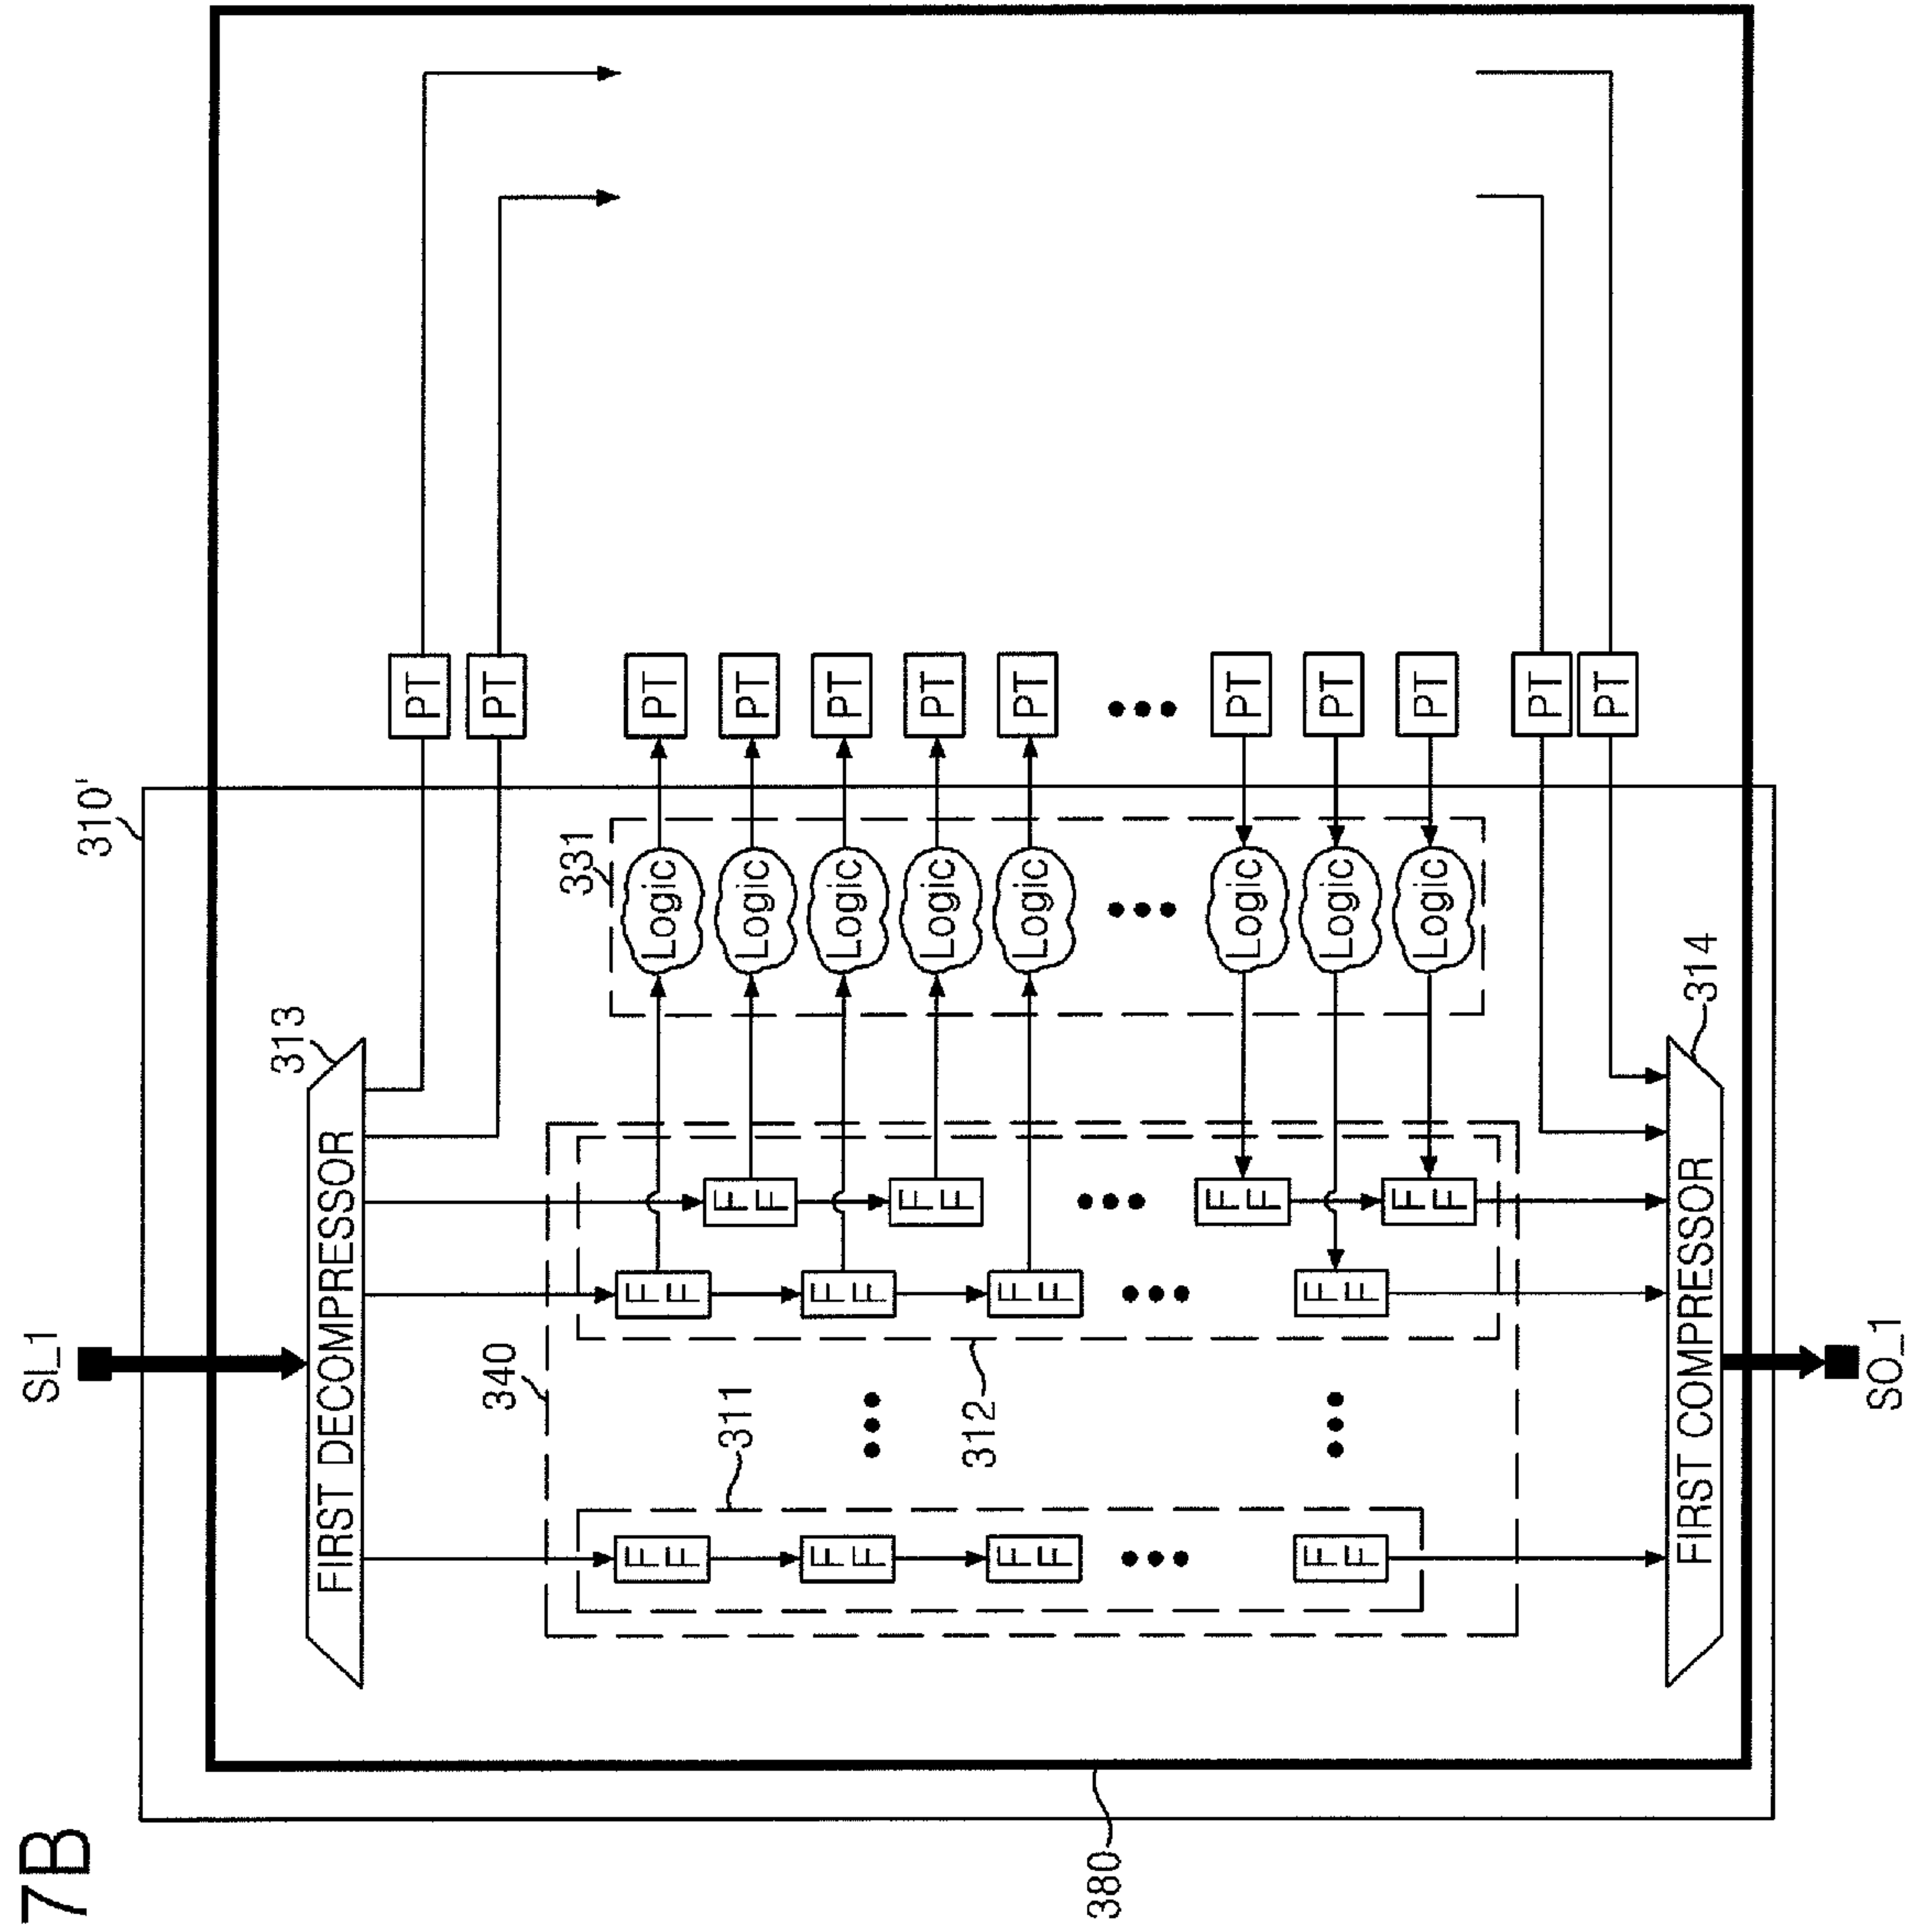 7B
SI_1
310'
313
FIRST DECOMPRESSOR
PT
PT
340
331
FF FF Logic PT
311
FF Logic PT
FF FF Logic PT
FF Logic PT
312
FF FF Logic PT
380
FF Logic PT
FF FF Logic PT
FF Logic PT
PT
PT
314
FIRST COMPRESSOR
SO_1